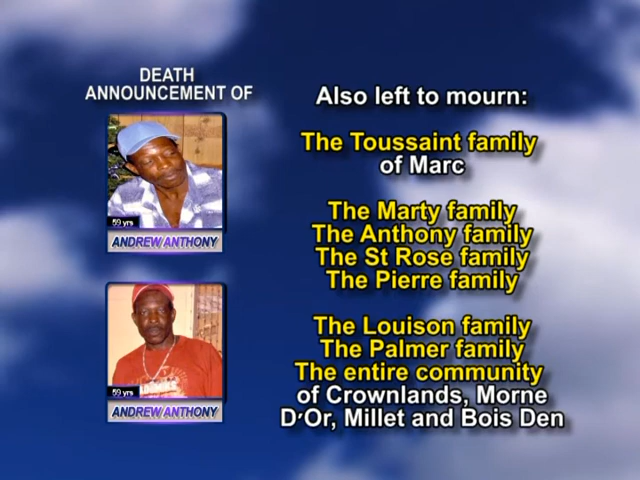 DEATH
ANNOUNCEMENT OF
59 yrs
ANDREW ANTHONY
59 yrs
ANDREW ANTHONY
Also left to mourn:
The Toussaint family
of Marc
The Marty family
The Anthony family
The St Rose family
The Pierre family
The Louison family
The Palmer family
The entire community
of Crownlands, Morne
D'Or, Millet and Bois Den